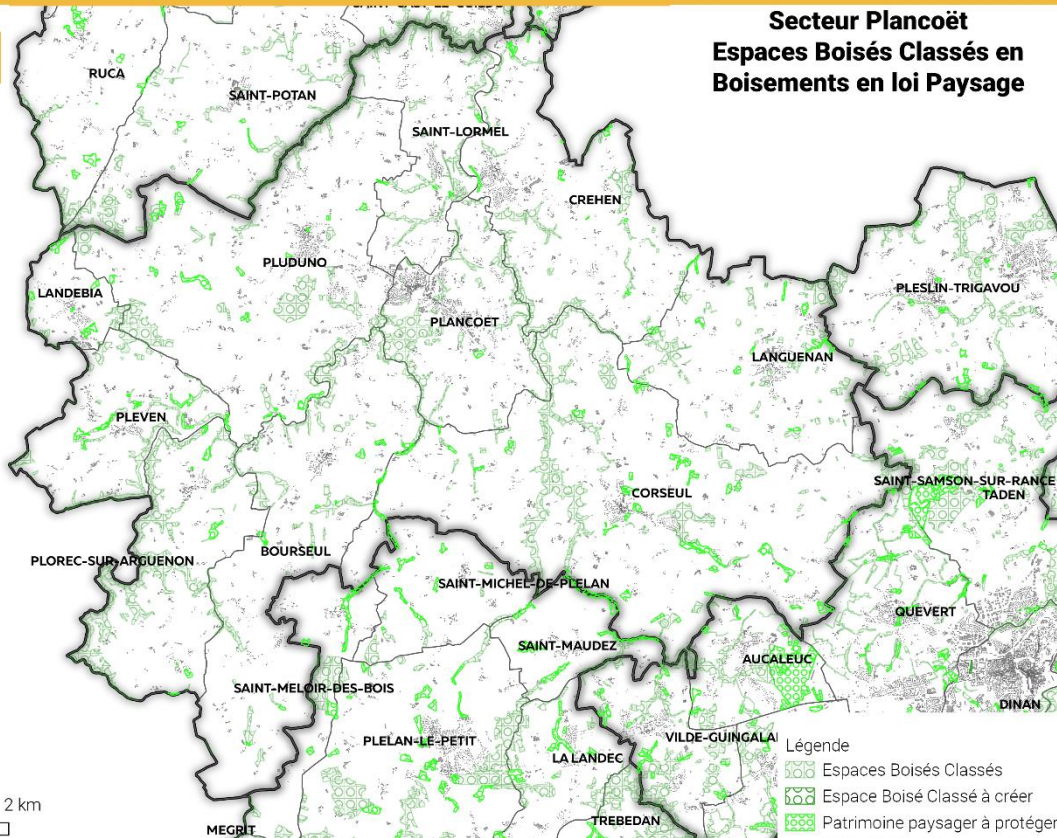 Secteur Plancoët
Espaces Boisés Classés en
Boisements en loi Paysage
RUCA
SAINT-POTAN
SAINT-LORMEL
CREHEN
PLUDUNO
LANDEBIA
PLESLIN-TRIGAVOU
PLANCOET
LANGUENAN
PLEVEN
SAINT-SAMSON-SUR-RANCE
CORSEUL
TADEN
BOURSEUL
PLOREC-SUR-ARGUENON
SAINT-MICHEL-DE-PLELAN
QUEVERT
SAINT-MAUDEZ
AUCALEUC
SAINT-MELOIR-DES-BOIS
DINAN
PLELAN-LE-PETIT
VILDE-GUINGALA
LA LANDEC
Légende
Espaces Boisés Classés
Espace Boisé Classé à créer
Patrimoine paysager à protéger
2 km
TREBEDAN
MEGRIT